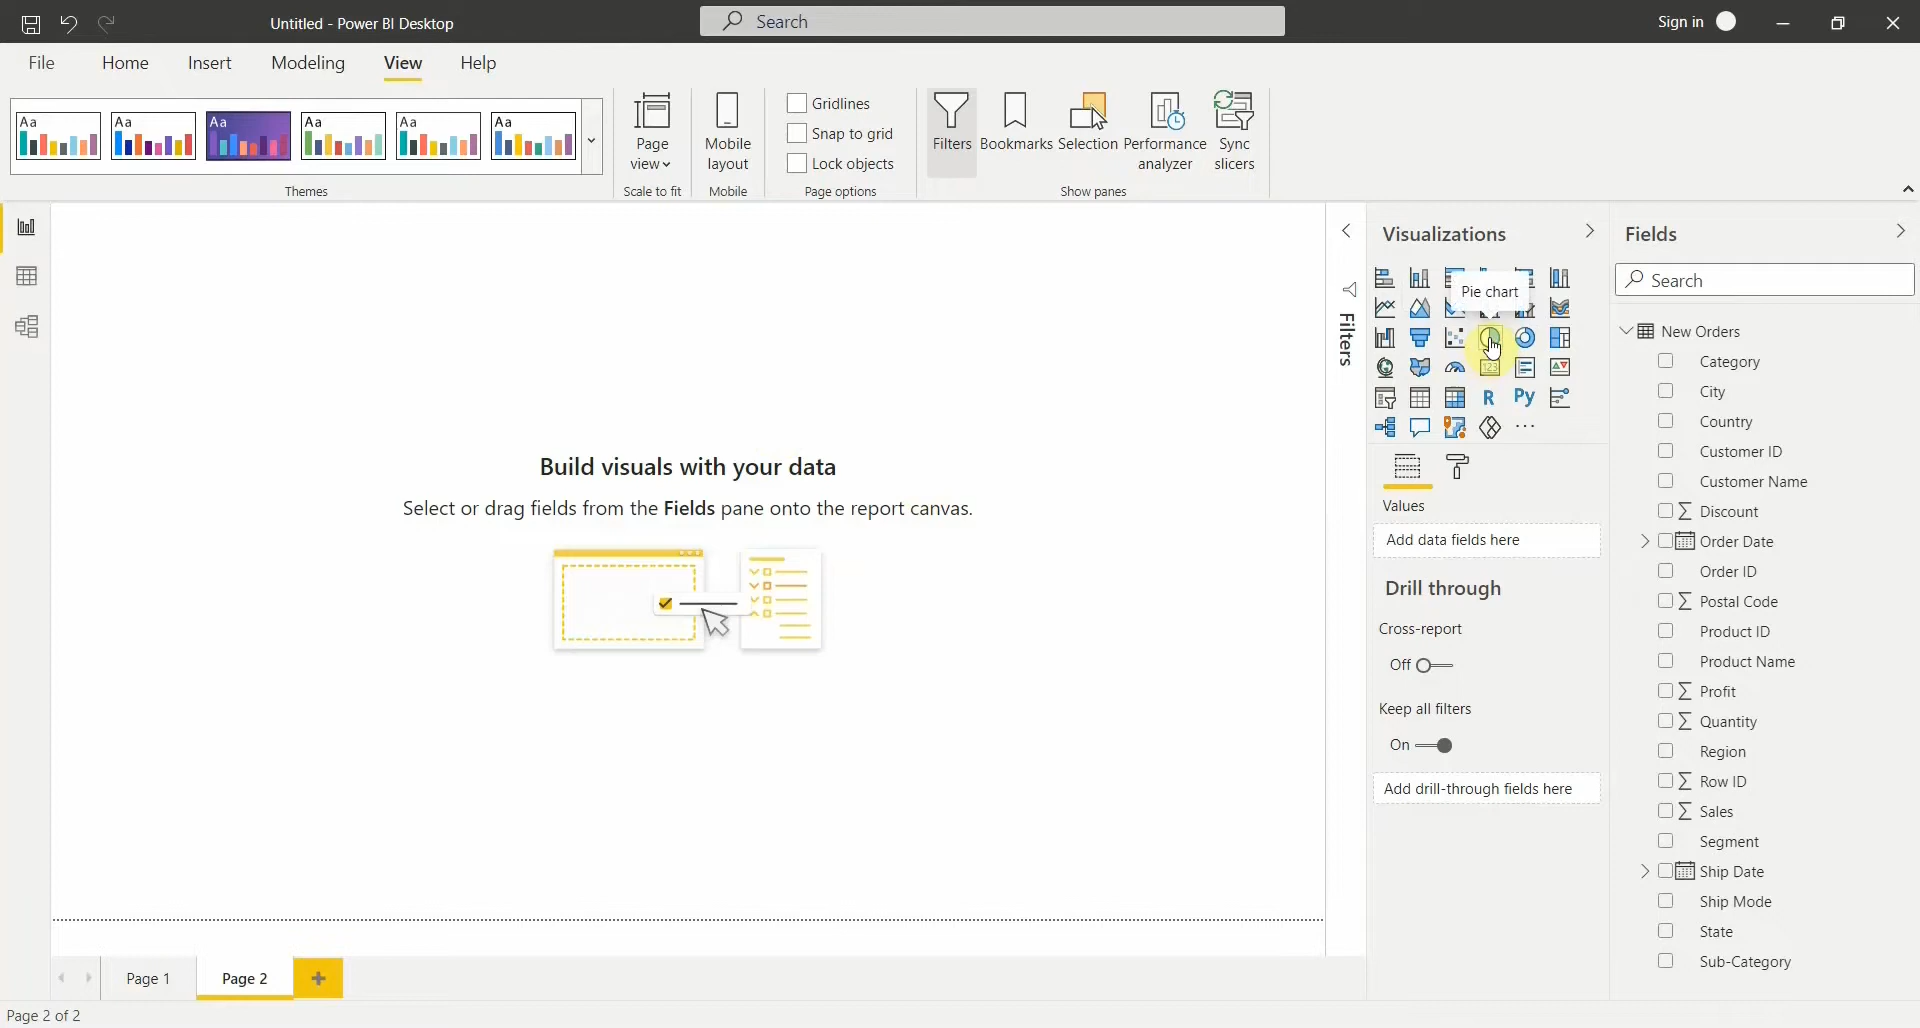 Untitled - Power BI Desktop
Search
Sign in
File
Home
Insert
Modeling
View
Help
Aa
Aa
Aa
Aa
Aa
Aa
Themes
Page
view
Scale to fit
Mobile
layout
Mobile
Gridlines
Snap to grid
Lock objects
Page options
Filters
Bookmarks
Selection
Performance
analyzer
Sync
slicers
Show panes
Build visuals with your data
Select or drag fields from the Fields pane onto the report canvas.
Filters
Visualizations
Pie chart
123
R
Py
Values
Add data fields here
Drill through
Cross-report
Off
Keep all filters
On
Add drill-through fields here
Fields
Search
New Orders
Category
City
Country
Customer ID
Customer Name
Σ Discount
Order Date
Order ID
Σ Postal Code
Product ID
Product Name
Σ Profit
Σ Quantity
Region
Σ Row ID
Σ Sales
Segment
Ship Date
Ship Mode
State
Sub-Category
Page 1
Page 2
+
Page 2 of 2